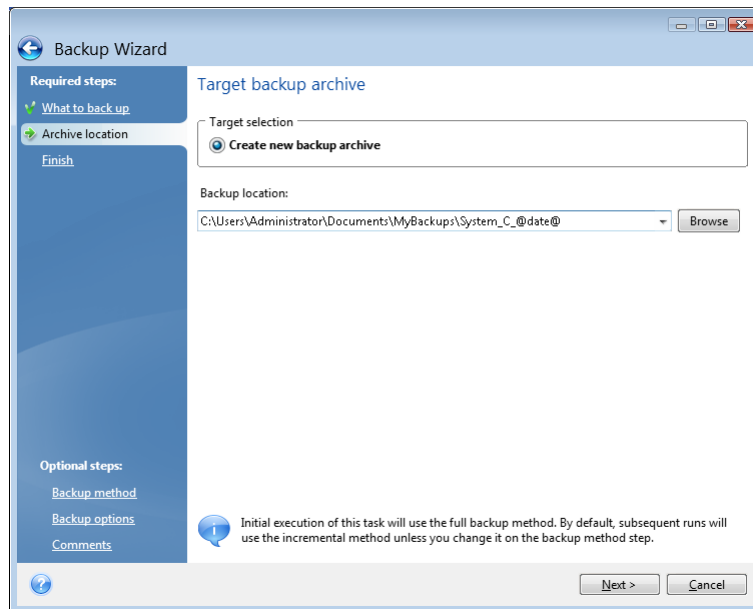 Backup Wizard
Required steps:
What to back up
Archive location
Finish
Target backup archive
Target selection
Create new backup archive
Backup location:
C:\Users\Administrator\Documents\MyBackups\System_C_@date@
Browse
Optional steps:
Backup method
Backup options
Comments
Initial execution of this task will use the full backup method. By default, subsequent runs will
use the incremental method unless you change it on the backup method step.
Next >
Cancel